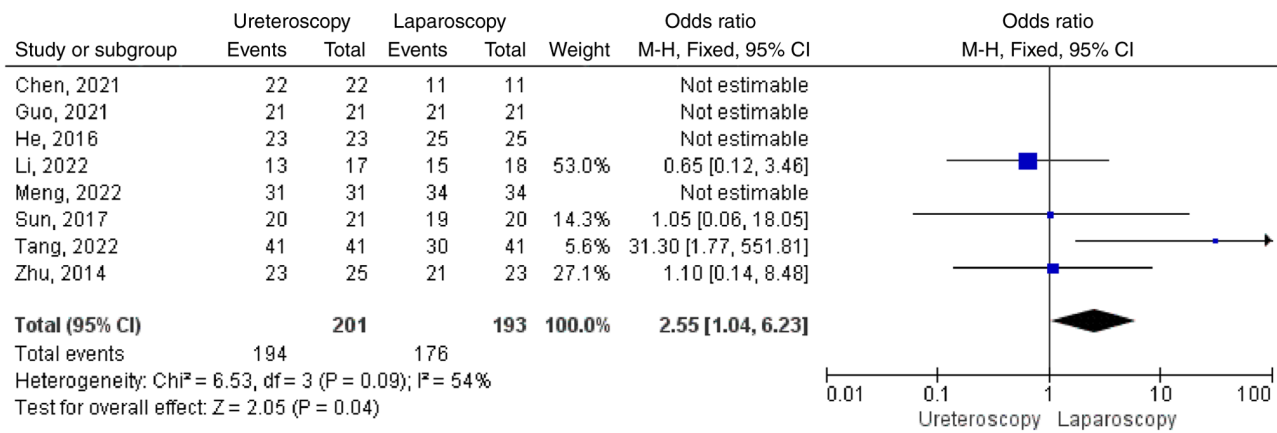 Ureteroscopy Laparoscopy Odds ratio Odds ratio
Study or subgroup Events Total Events Total Weight M-H, Fixed, 95% CI M-H, Fixed, 95% CI
Chen, 2021 22 22 11 11 Not estimable
Guo, 2021 21 21 21 21 Not estimable
He, 2016 23 23 25 25 Not estimable
Li, 2022 13 17 15 18 53.0% 0.65 [0.12, 3.46]
Meng, 2022 31 31 34 34 Not estimable
Sun, 2017 20 21 19 20 14.3% 1.05 [0.06, 18.05]
Tang, 2022 41 41 30 41 5.6% 31.30 [1.77, 551.81]
Zhu, 2014 23 25 21 23 27.1% 1.10 [0.14, 8.48]
Total (95% CI) 201 193 100.0% 2.55 [1.04, 6.23]
Total events 194 176
Heterogeneity: Chi² = 6.53, df = 3 (P = 0.09); I² = 54%
Test for overall effect: Z = 2.05 (P = 0.04)
0.01 0.1 1 10 100
Ureteroscopy Laparoscopy